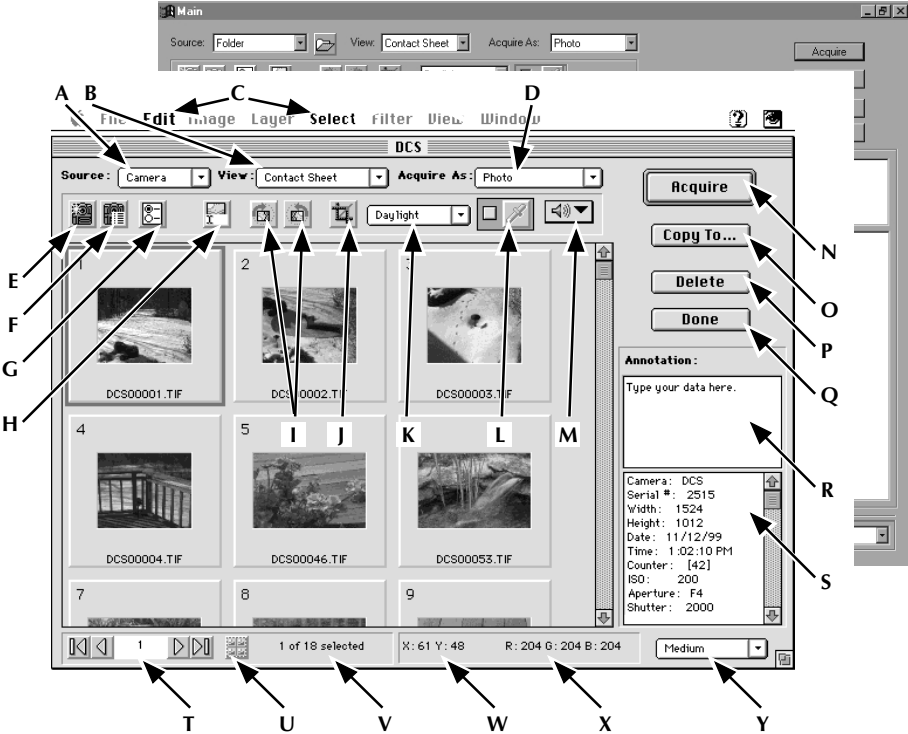 Main
Source: Folder View: Contact Sheet Acquire As: Photo
Acquire
A B C D
File Edit Image Layer Select Filter View Window
DCS
Source: Camera View: Contact Sheet Acquire As: Photo
Acquire
Daylight
Copy To...
N
E
Delete
O
F
Done
P
G
Annotation:
Q
Type your data here.
1 2 3
DCS00001.TIF DCS00002.TIF DCS00003.TIF
H I J K L M
R
4 5
DCS00004.TIF DCS00046.TIF DCS00053.TIF
Camera: DCS
Serial #: 2515
Width: 1524
Height: 1012
Date: 11/12/99
Time: 1:02:10 PM
Counter: [42]
ISO: 200
Aperture: F4
Shutter: 2000
S
7 8 9
1 1 of 18 selected X: 61 Y: 48 R: 204 G: 204 B: 204 Medium
T U V W X Y